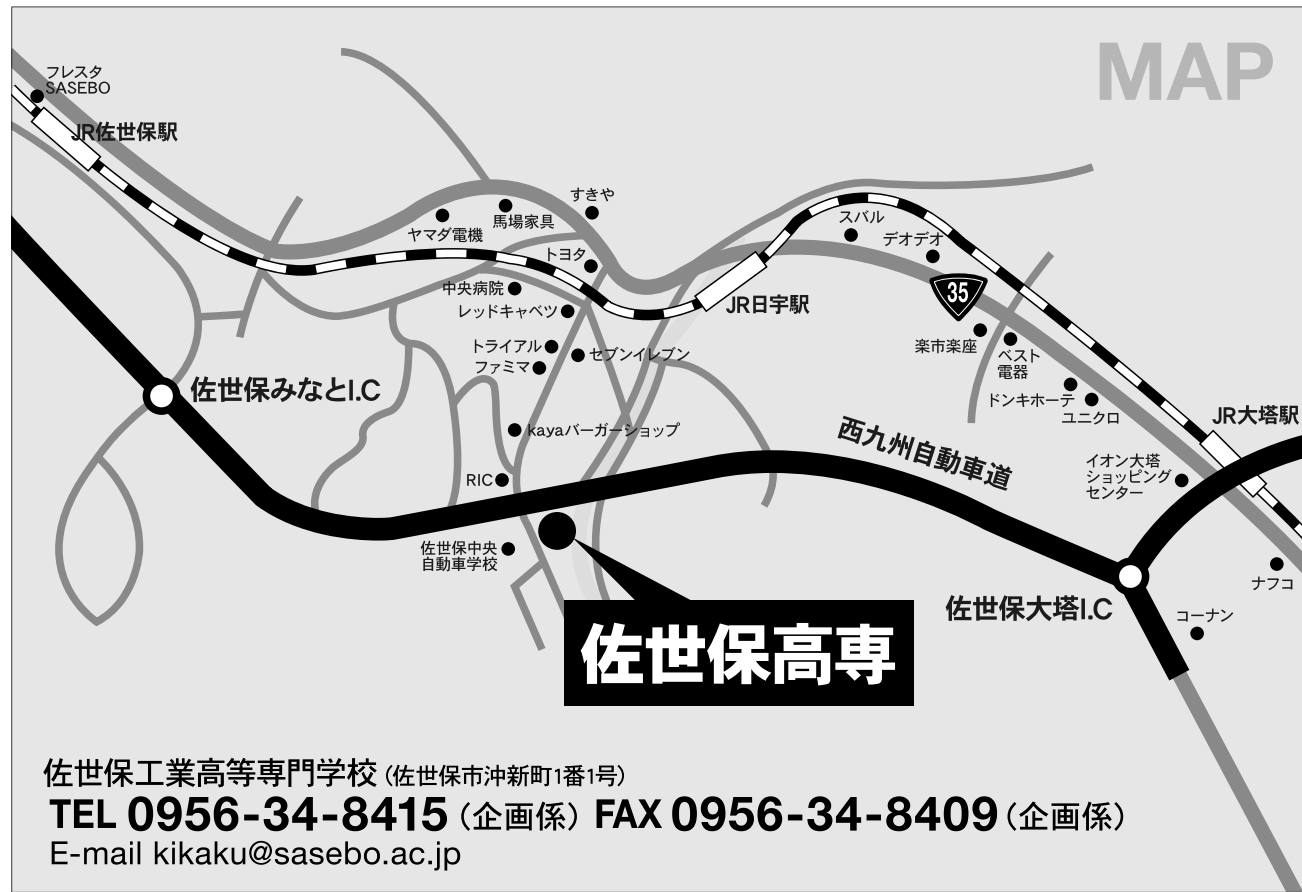 MAP
フレスタ
SASEBO
JR佐世保駅
すきや
馬場家具
ヤマダ電機
スバル
デオデオ
トヨタ
中央病院
35
JR日宇駅
レッドキャベツ
トライアル
セブンイレブン
ファミマ
楽市楽座
ベスト
電器
佐世保みなとI.C
ドンキホーテ
ユニクロ
JR大塔駅
kayaバーガーショップ
西九州自動車道
イオン大塔
ショッピング
センター
RIC
佐世保中央
自動車学校
ナフコ
佐世保大塔I.C
コーナン
佐世保高専
佐世保工業高等専門学校（佐世保市沖新町1番1号）
TEL 0956-34-8415（企画係）FAX 0956-34-8409（企画係）
E-mail kikaku@sasebo.ac.jp